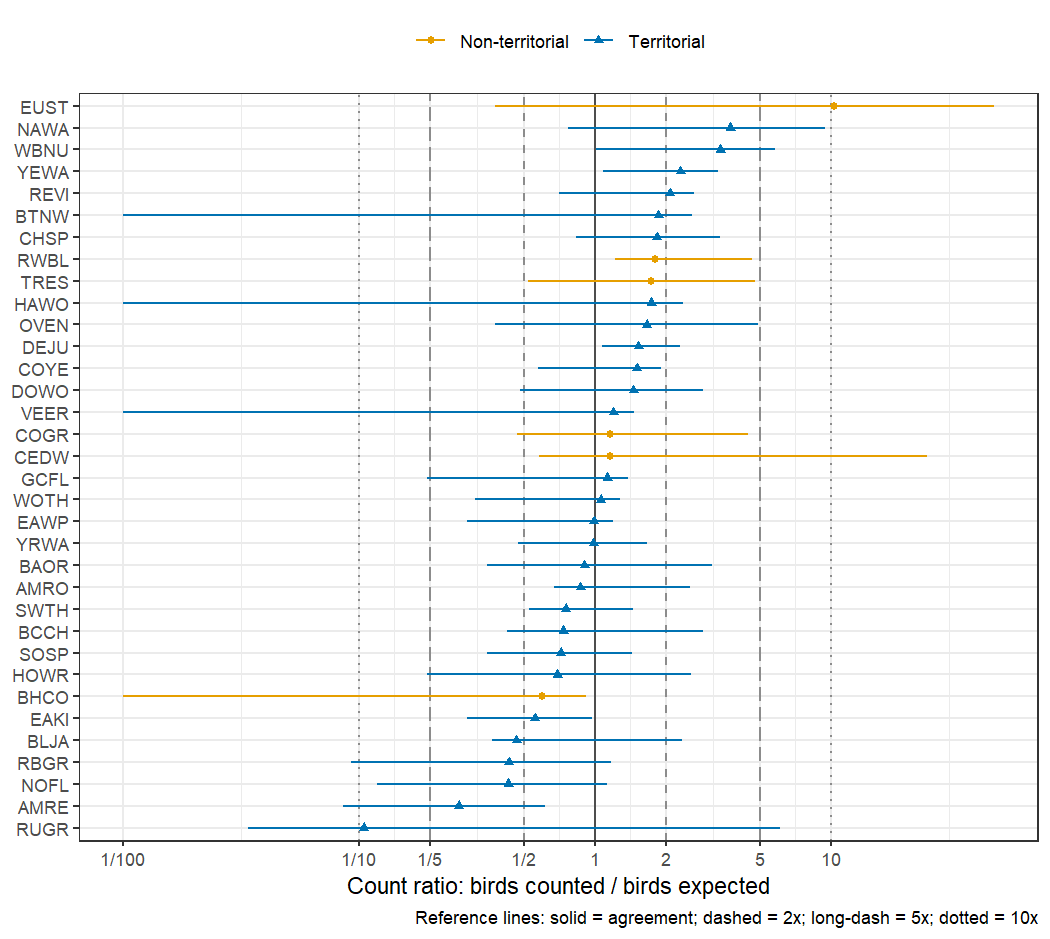 Non-territorial Territorial
EUST
NAWA
WBNU
YEWA
REVI
BTNW
CHSP
RWBL
TRES
HAWO
OVEN
DEJU
COYE
DOWO
VEER
COGR
CEDW
GCFL
WOTH
EAWP
YRWA
BAOR
AMRO
SWTH
BCCH
SOSP
HOWR
BHCO
EAKI
BLJA
RBGR
NOFL
AMRE
RUGR
1/100 1/10 1/5 1/2 1 2 5 10
Count ratio: birds counted / birds expected
Reference lines: solid = agreement; dashed = 2x; long-dash = 5x; dotted = 10x